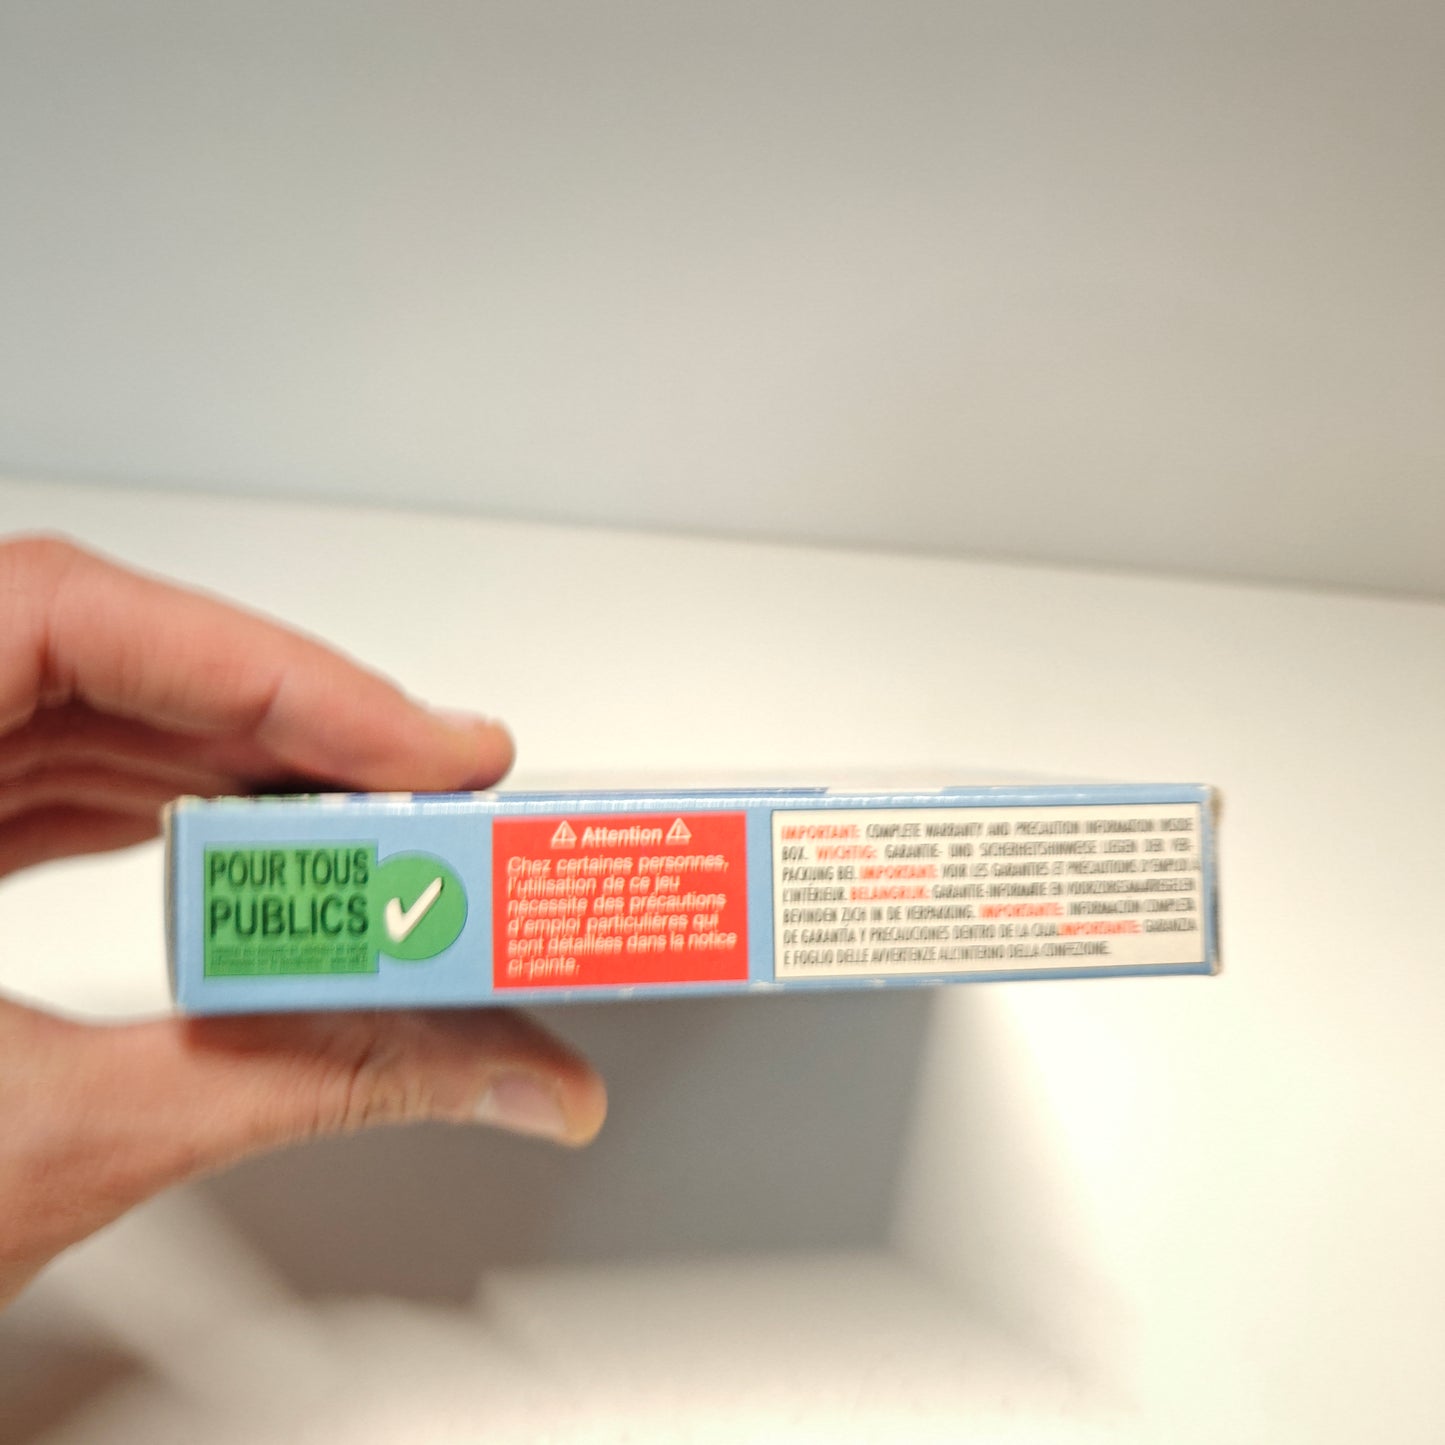 POUR TOUS
PUBLICS
Attention
Chez certaines personnes,
l'utilisation de ce jeu
nécessite des précautions
d'emploi particulières qui
sont détaillées dans la notice
ci-jointe.
IMPORTANT: COMPLETE WARRANTY AND PRECAUTION INFORMATION INSIDE
BOX. WICHTIG: GARANTIE- UND SICHERHEITSHINWEISE LIEGEN DER VER-
PACKUNG BEI. IMPORTANT: VOIR LES GARANTIES ET PRÉCAUTIONS D'EMPLOI A
L'INTÉRIEUR. BELANGRIJK: GARANTIE-INFORMATIE EN VOORZORGSMAATREGELEN
BEVINDEN ZICH IN DE VERPAKKING. IMPORTANTE: INFORMACIÓN COMPLETA
DE GARANTÍA Y PRECAUCIONES DENTRO DE LA CAJA.IMPORTANTE: GARANZIA
E FOGLIO DELLE AVVERTENZE ALL'INTERNO DELLA CONFEZIONE.